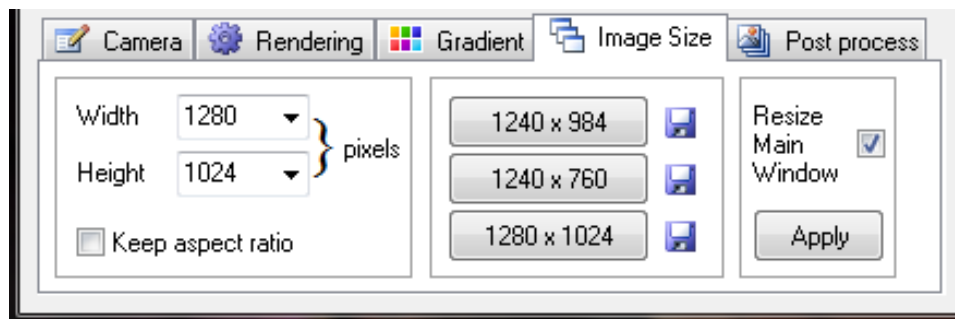 Camera Rendering Gradient Image Size Post process
Width 1280
Height 1024
pixels
Keep aspect ratio
1240 x 984
1240 x 760
1280 x 1024
Resize
Main
Window
Apply